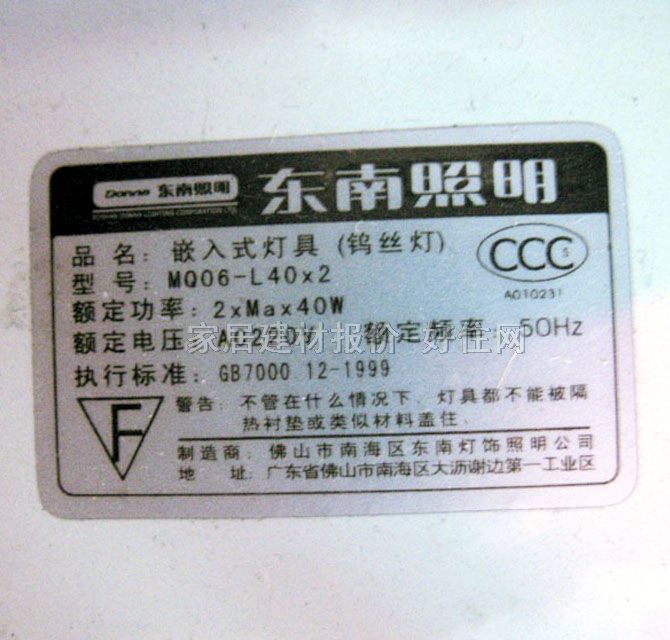 Donna 东南照明 东南照明
品名：嵌入式灯具（钨丝灯）
CCC S
型号：MQ06-L40x2
A010231
额定功率：2xMax40W
额定电压：AC220V 额定频率：50Hz
家居建材报价 好住网
执行标准：GB7000 12-1999
F
警告：不管在什么情况下，灯具都不能被隔
热衬垫或类似材料盖住．
制造商：佛山市南海区东南灯饰照明公司
地址：广东省佛山市南海区大沥谢边第一工业区